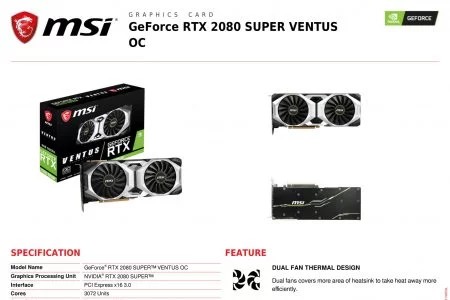 msi
GRAPHICS CARD
GeForce RTX 2080 SUPER VENTUS
OC
NVIDIA
GEFORCE
msi
VENTUS
GEFORCE
RTX
msi
SPECIFICATION
Model Name GeForce® RTX 2080 SUPER™ VENTUS OC
Graphics Processing Unit NVIDIA® RTX 2080 SUPER™
Interface PCI Express x16 3.0
Cores 3072 Units
FEATURE
DUAL FAN THERMAL DESIGN
Dual fans covers more area of heatsink to take heat away more
efficiently.